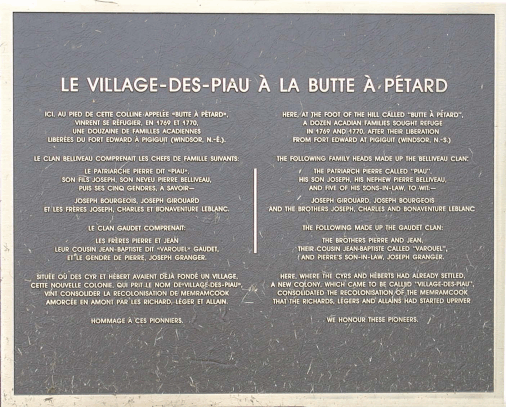 LE VILLAGE-DES-PIAU À LA BUTTE À PÉTARD
ICI, AU PIED DE CETTE COLLINE APPELÉE "BUTTE À PÉTARD",
VINRENT SE RÉFUGIER, EN 1769 ET 1770,
UNE DOUZAINE DE FAMILLES ACADIENNES
LIBÉRÉES DU FORT EDWARD À PIGIGUIT (WINDSOR, N.-É.).
LE CLAN BELLIVEAU COMPRENAIT LES CHEFS DE FAMILLE SUIVANTS:
LE PATRIARCHE PIERRE DIT "PIAU",
SON FILS JOSEPH, SON NEVEU PIERRE BELLIVEAU,
PUIS SES CINQ GENDRES, À SAVOIR—
JOSEPH BOURGEOIS, JOSEPH GIROUARD
ET LES FRÈRES JOSEPH, CHARLES ET BONAVENTURE LEBLANC.
LE CLAN GAUDET COMPRENAIT:
LES FRÈRES PIERRE ET JEAN
LEUR COUSIN JEAN-BAPTISTE DIT "VAROUEL" GAUDET,
ET LE GENDRE DE PIERRE, JOSEPH GRANGER.
SITUÉE OÙ DES CYR ET HÉBERT AVAIENT DÉJÀ FONDÉ UN VILLAGE,
CETTE NOUVELLE COLONIE, QUI PRIT LE NOM DE "VILLAGE-DES-PIAU",
VINT CONSOLIDER LA RECOLONISATION DE MEMRAMCOOK
AMORCÉE EN AMONT PAR LES RICHARD, LÉGER ET ALLAIN.
HOMMAGE À CES PIONNIERS.
HERE, AT THE FOOT OF THE HILL CALLED "BUTTE À PÉTARD",
A DOZEN ACADIAN FAMILIES SOUGHT REFUGE
IN 1769 AND 1770, AFTER THEIR LIBERATION
FROM FORT EDWARD AT PIGIGUIT (WINDSOR, N.-S.)
THE FOLLOWING FAMILY HEADS MADE UP THE BELLIVEAU CLAN:
THE PATRIARCH PIERRE CALLED "PIAU",
HIS SON JOSEPH, HIS NEPHEW PIERRE BELLIVEAU,
AND FIVE OF HIS SONS-IN-LAW, TO WIT.—
JOSEPH GIROUARD, JOSEPH BOURGEOIS
AND THE BROTHERS JOSEPH, CHARLES AND BONAVENTURE LEBLANC
THE FOLLOWING MADE UP THE GAUDET CLAN:
THE BROTHERS PIERRE AND JEAN,
THEIR COUSIN JEAN-BAPTISTE CALLED "VAROUEL",
AND PIERRE'S SON-IN-LAW, JOSEPH GRANGER.
HERE, WHERE THE CYRS AND HÉBERTS HAD ALREADY SETTLED,
A NEW COLONY, WHICH CAME TO BE CALLED "VILLAGE-DES-PIAU",
CONSOLIDATED THE RECOLONISATION OF THE MEMRAMCOOK
THAT THE RICHARDS, LÉGERS AND ALLAINS HAD STARTED UPRIVER
WE HONOUR THESE PIONEERS.